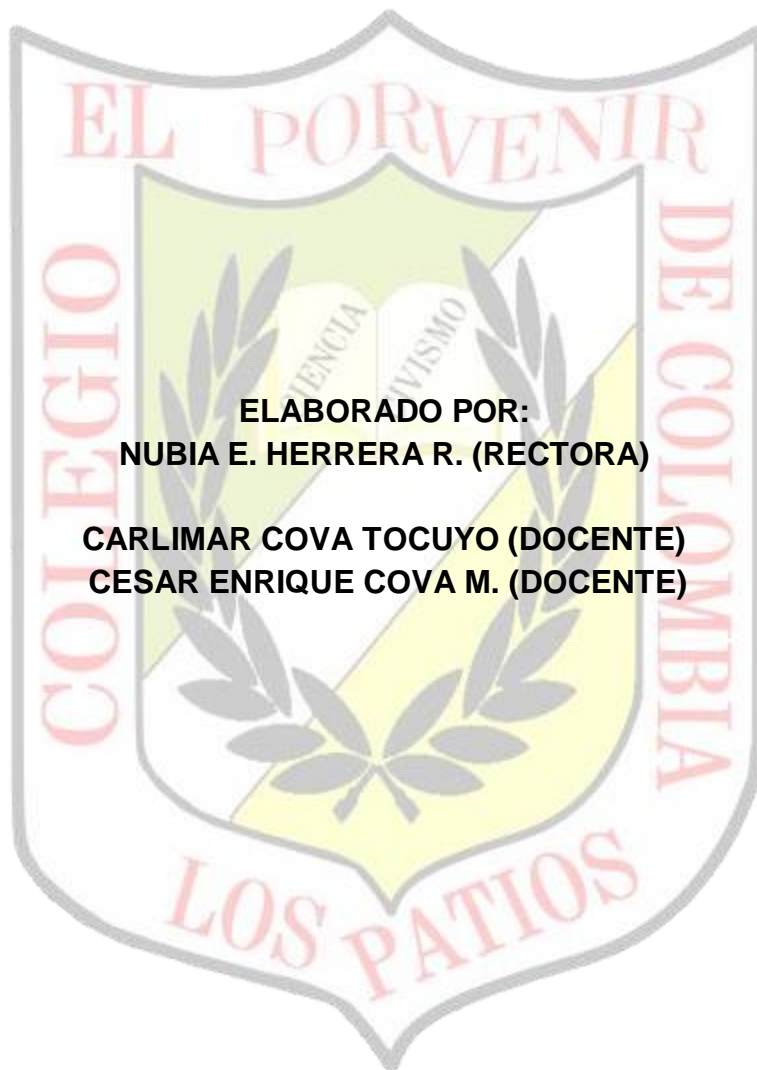 EL PORVENIR
DE COLOMBIA
COLEGIO
CIENCIA
CIVISMO
ELABORADO POR:
NUBIA E. HERRERA R. (RECTORA)
CARLIMAR COVA TOCUYO (DOCENTE)
CESAR ENRIQUE COVA M. (DOCENTE)
LOS PATIOS